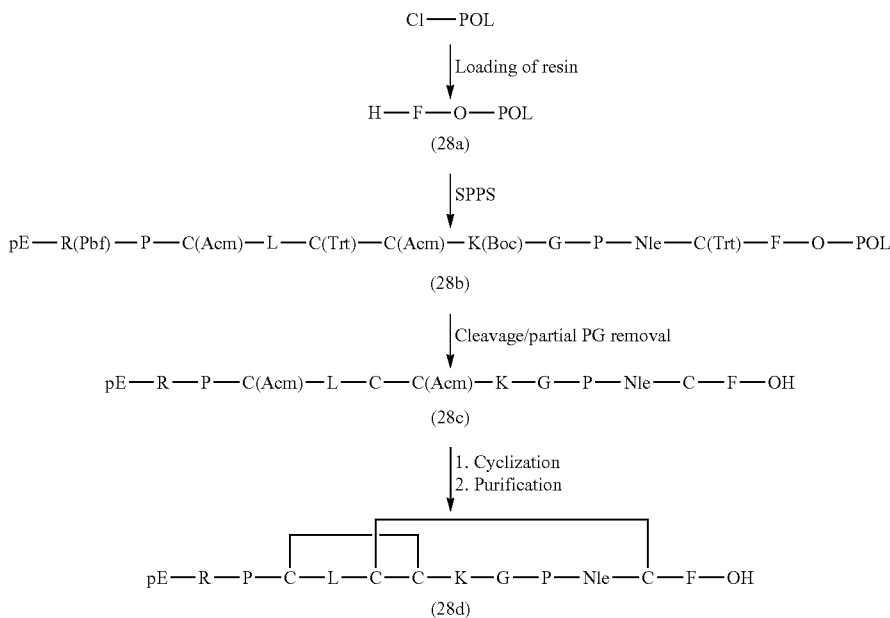 Cl—POL
Loading of resin
H—F—O—POL
(28a)
SPPS
pE—R(Pbf)—P—C(Acm)—L—C(Trt)—C(Acm)—K(Boc)—G—P—Nle—C(Trt)—F—O—POL
(28b)
Cleavage/partial PG removal
pE—R—P—C(Acm)—L—C—C(Acm)—K—G—P—Nle—C—F—OH
(28c)
1. Cyclization
2. Purification
pE—R—P—C—L—C—C—K—G—P—Nle—C—F—OH
(28d)